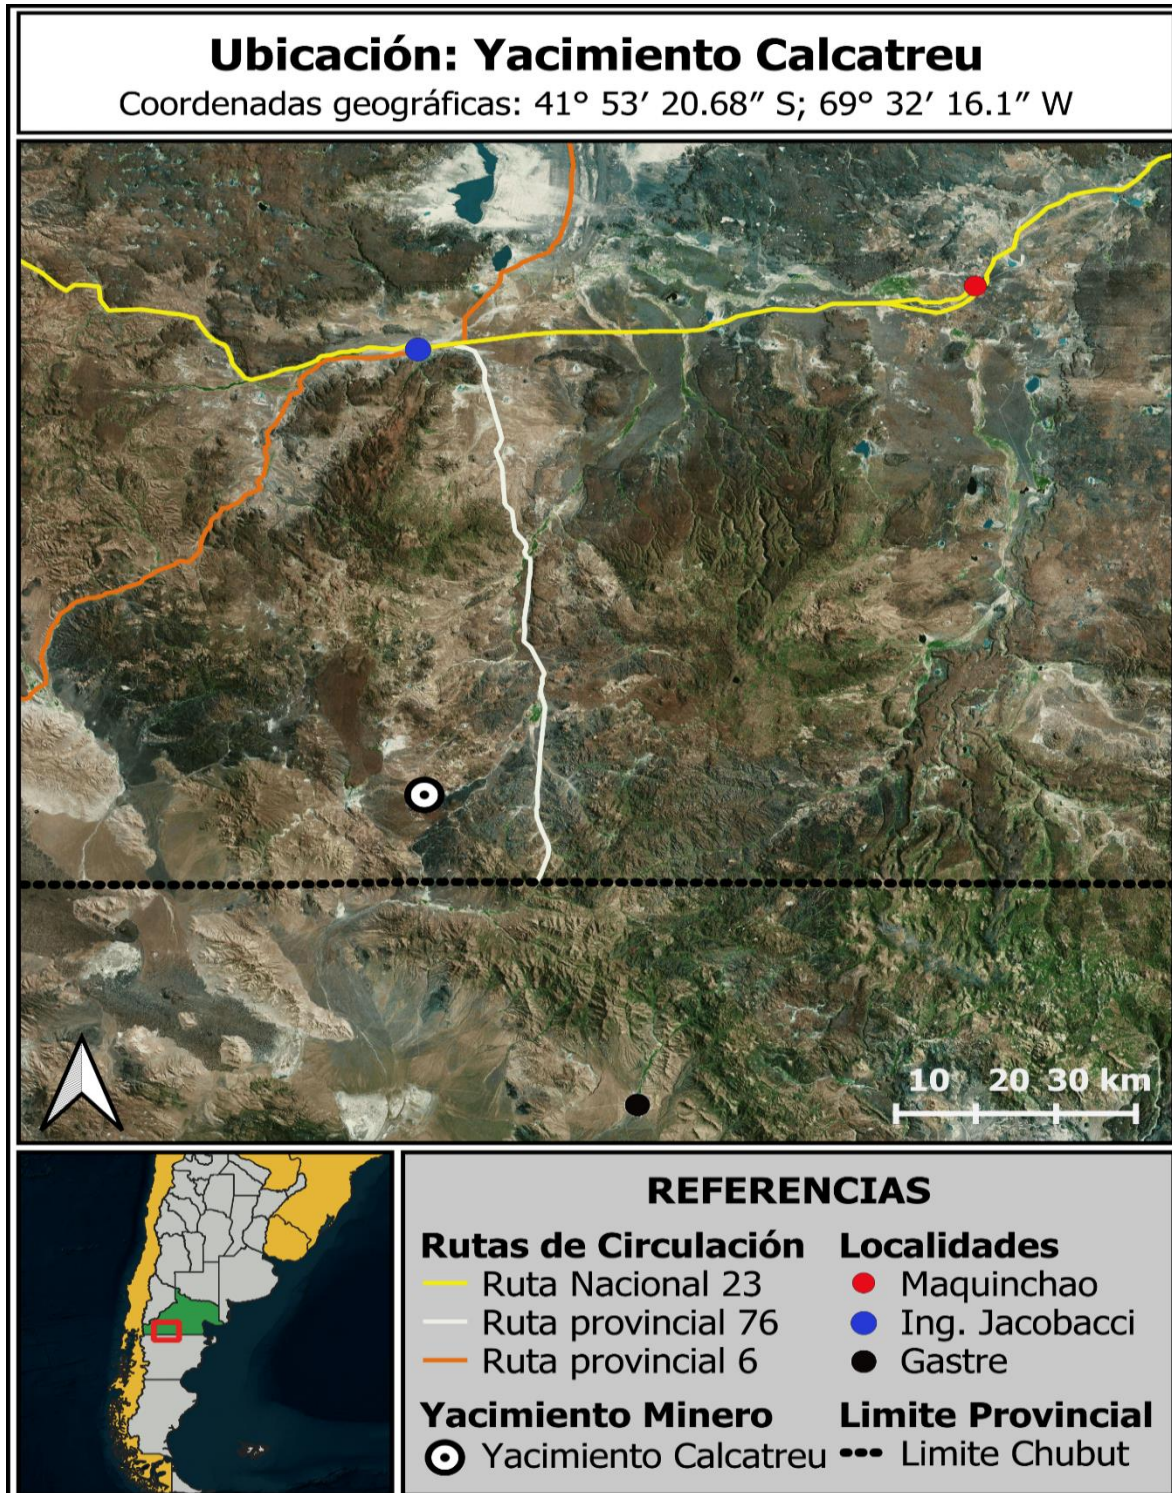 Ubicación: Yacimiento Calcatreu
Coordenadas geográficas: 41° 53′ 20.68″ S; 69° 32′ 16.1″ W
10 20 30 km
REFERENCIAS
Rutas de Circulación
Ruta Nacional 23
Ruta provincial 76
Ruta provincial 6
Yacimiento Minero
Yacimiento Calcatreu
Localidades
Maquinchao
Ing. Jacobacci
Gastre
Limite Provincial
Limite Chubut